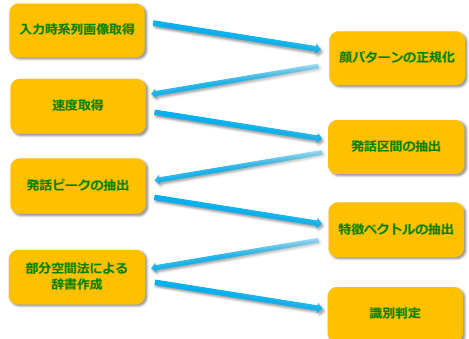 入力時系列画像取得
顔パターンの正規化
速度取得
発話区間の抽出
発話ピークの抽出
特徴ベクトルの抽出
部分空間法による
辞書作成
識別判定